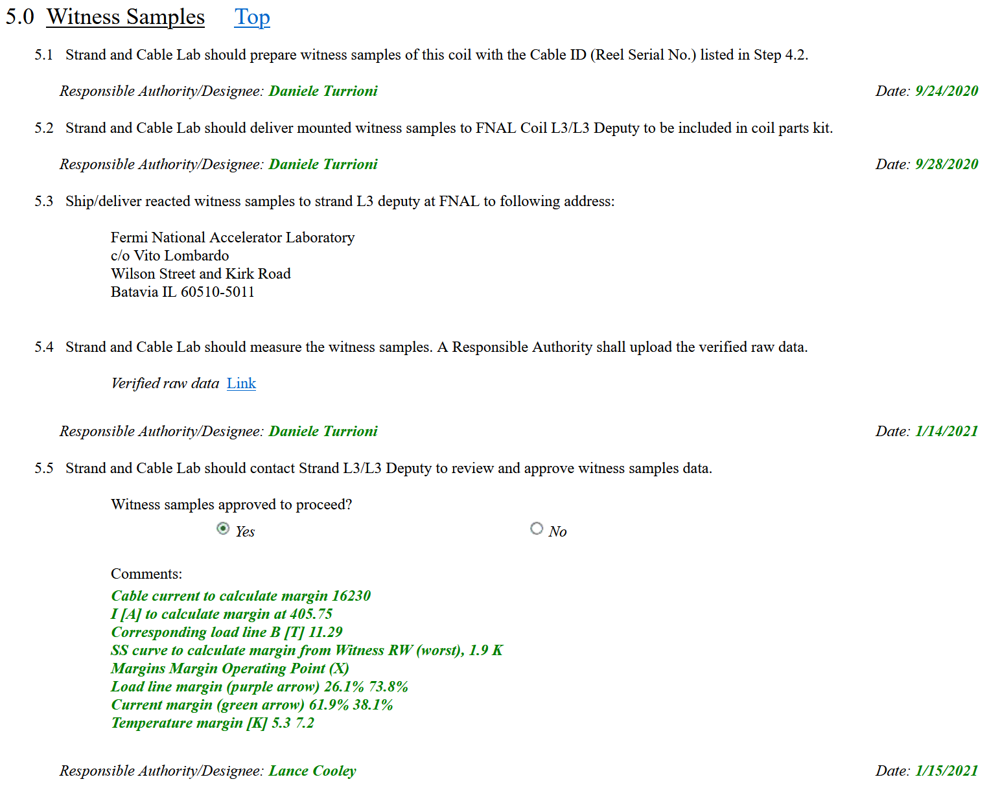 5.0 Witness Samples Top
5.1 Strand and Cable Lab should prepare witness samples of this coil with the Cable ID (Reel Serial No.) listed in Step 4.2.
Responsible Authority/Designee: Daniele Turrioni Date: 9/24/2020
5.2 Strand and Cable Lab should deliver mounted witness samples to FNAL Coil L3/L3 Deputy to be included in coil parts kit.
Responsible Authority/Designee: Daniele Turrioni Date: 9/28/2020
5.3 Ship/deliver reacted witness samples to strand L3 deputy at FNAL to following address:
Fermi National Accelerator Laboratory
c/o Vito Lombardo
Wilson Street and Kirk Road
Batavia IL 60510-5011
5.4 Strand and Cable Lab should measure the witness samples. A Responsible Authority shall upload the verified raw data.
Verified raw data Link
Responsible Authority/Designee: Daniele Turrioni Date: 1/14/2021
5.5 Strand and Cable Lab should contact Strand L3/L3 Deputy to review and approve witness samples data.
Witness samples approved to proceed?
Yes No
Comments:
Cable current to calculate margin 16230
I [A] to calculate margin at 405.75
Corresponding load line B [T] 11.29
SS curve to calculate margin from Witness RW (worst), 1.9 K
Margins Margin Operating Point (X)
Load line margin (purple arrow) 26.1% 73.8%
Current margin (green arrow) 61.9% 38.1%
Temperature margin [K] 5.3 7.2
Responsible Authority/Designee: Lance Cooley Date: 1/15/2021